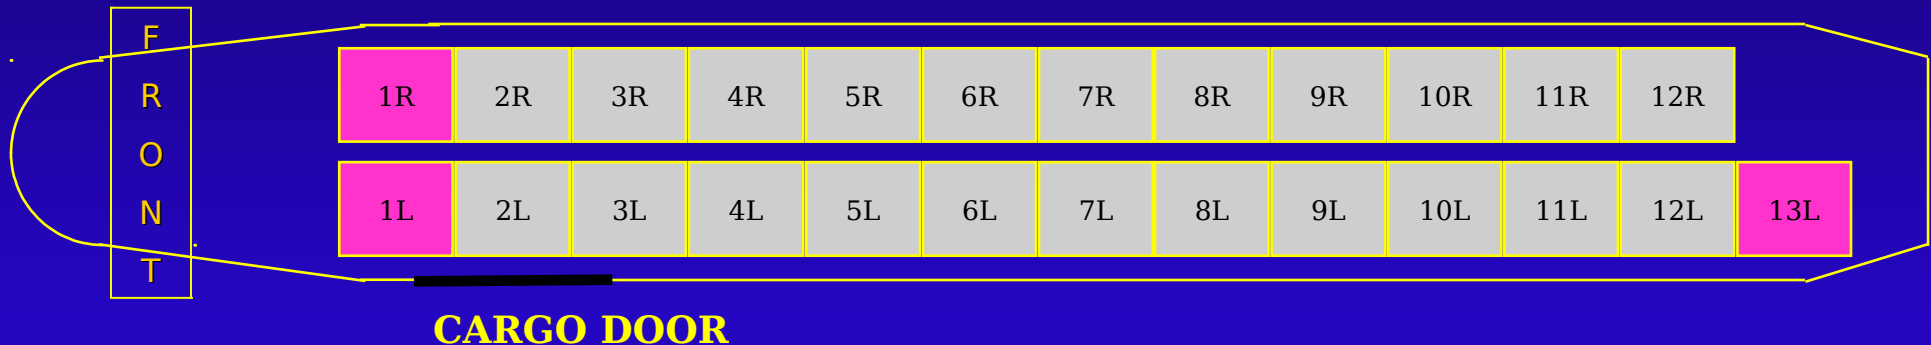 F
R
O
N
T
1R 2R 3R 4R 5R 6R 7R 8R 9R 10R 11R 12R
1L 2L 3L 4L 5L 6L 7L 8L 9L 10L 11L 12L 13L
CARGO DOOR